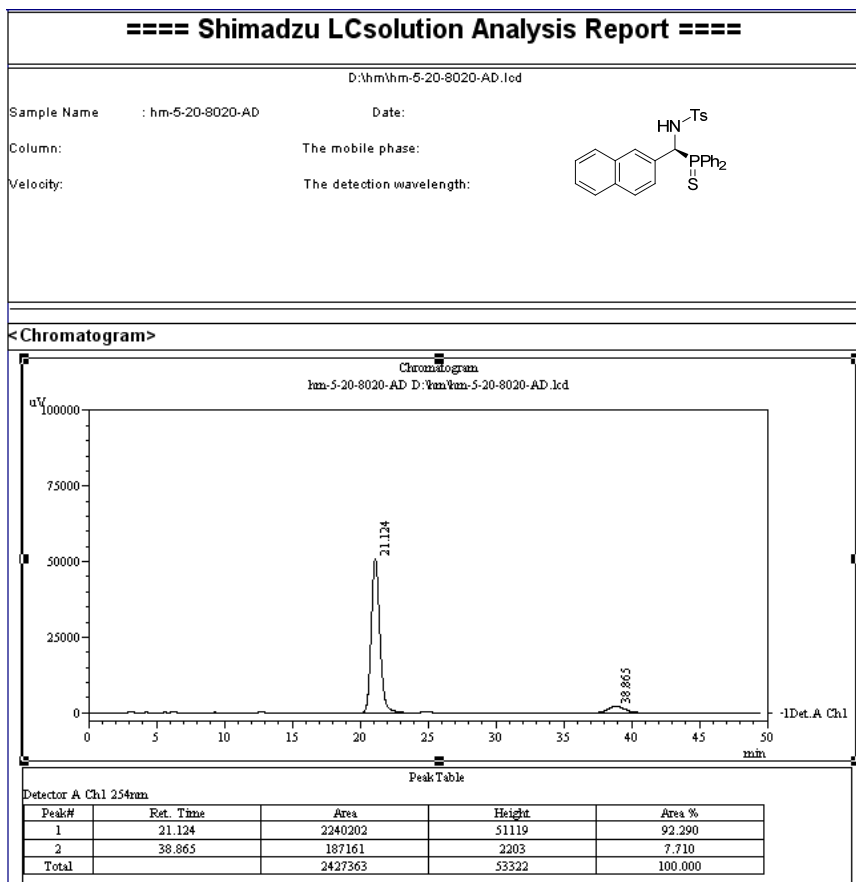 ==== Shimadzu LCsolution Analysis Report ====
D:\hm\hm-5-20-8020-AD.lcd
Sample Name : hm-5-20-8020-AD Date:
Column: The mobile phase:
Velocity: The detection wavelength:
HN Ts
PPh2
S
<Chromatogram>
Chromatogram
hm-5-20-8020-AD D:\hm\hm-5-20-8020-AD.lcd
uV
100000
75000
50000
25000
0
21.124
38.865
-1Det.A Ch1
0 5 10 15 20 25 30 35 40 45 50
min
PeakTable
Detector A Ch1 254nm
Peak# Ret. Time Area Height Area %
1 21.124 2240202 51119 92.290
2 38.865 187161 2203 7.710
Total 2427363 53322 100.000